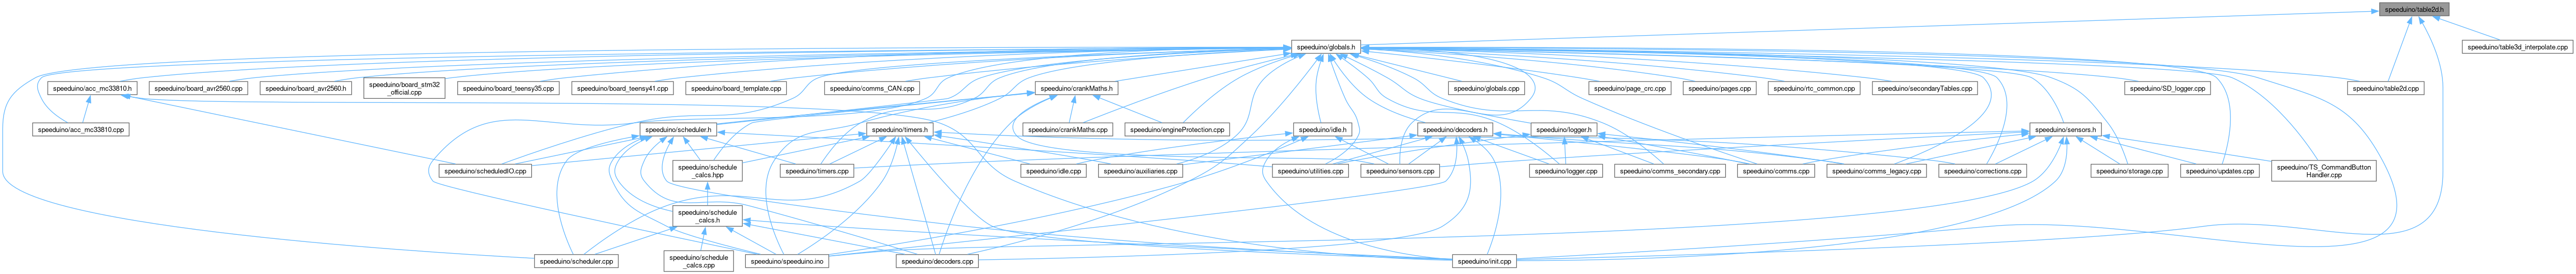 speeduino/table2d.h
speeduino/globals.h
speeduino/table3d_interpolate.cpp
speeduino/acc_mc33810.h
speeduino/board_avr2560.cpp
speeduino/board_avr2560.h
speeduino/board_stm32
_official.cpp
speeduino/board_teensy35.cpp
speeduino/board_teensy41.cpp
speeduino/board_template.cpp
speeduino/comms_CAN.cpp
speeduino/crankMaths.h
speeduino/globals.cpp
speeduino/page_crc.cpp
speeduino/pages.cpp
speeduino/rtc_common.cpp
speeduino/secondaryTables.cpp
speeduino/SD_logger.cpp
speeduino/table2d.cpp
speeduino/acc_mc33810.cpp
speeduino/scheduler.h
speeduino/timers.h
speeduino/crankMaths.cpp
speeduino/engineProtection.cpp
speeduino/idle.h
speeduino/decoders.h
speeduino/logger.h
speeduino/sensors.h
speeduino/scheduledIO.cpp
speeduino/schedule
_calcs.hpp
speeduino/timers.cpp
speeduino/idle.cpp
speeduino/auxiliaries.cpp
speeduino/utilities.cpp
speeduino/sensors.cpp
speeduino/logger.cpp
speeduino/comms_secondary.cpp
speeduino/comms.cpp
speeduino/comms_legacy.cpp
speeduino/corrections.cpp
speeduino/storage.cpp
speeduino/updates.cpp
speeduino/TS_CommandButton
Handler.cpp
speeduino/schedule
_calcs.h
speeduino/scheduler.cpp
speeduino/schedule
_calcs.cpp
speeduino/speeduino.ino
speeduino/decoders.cpp
speeduino/init.cpp